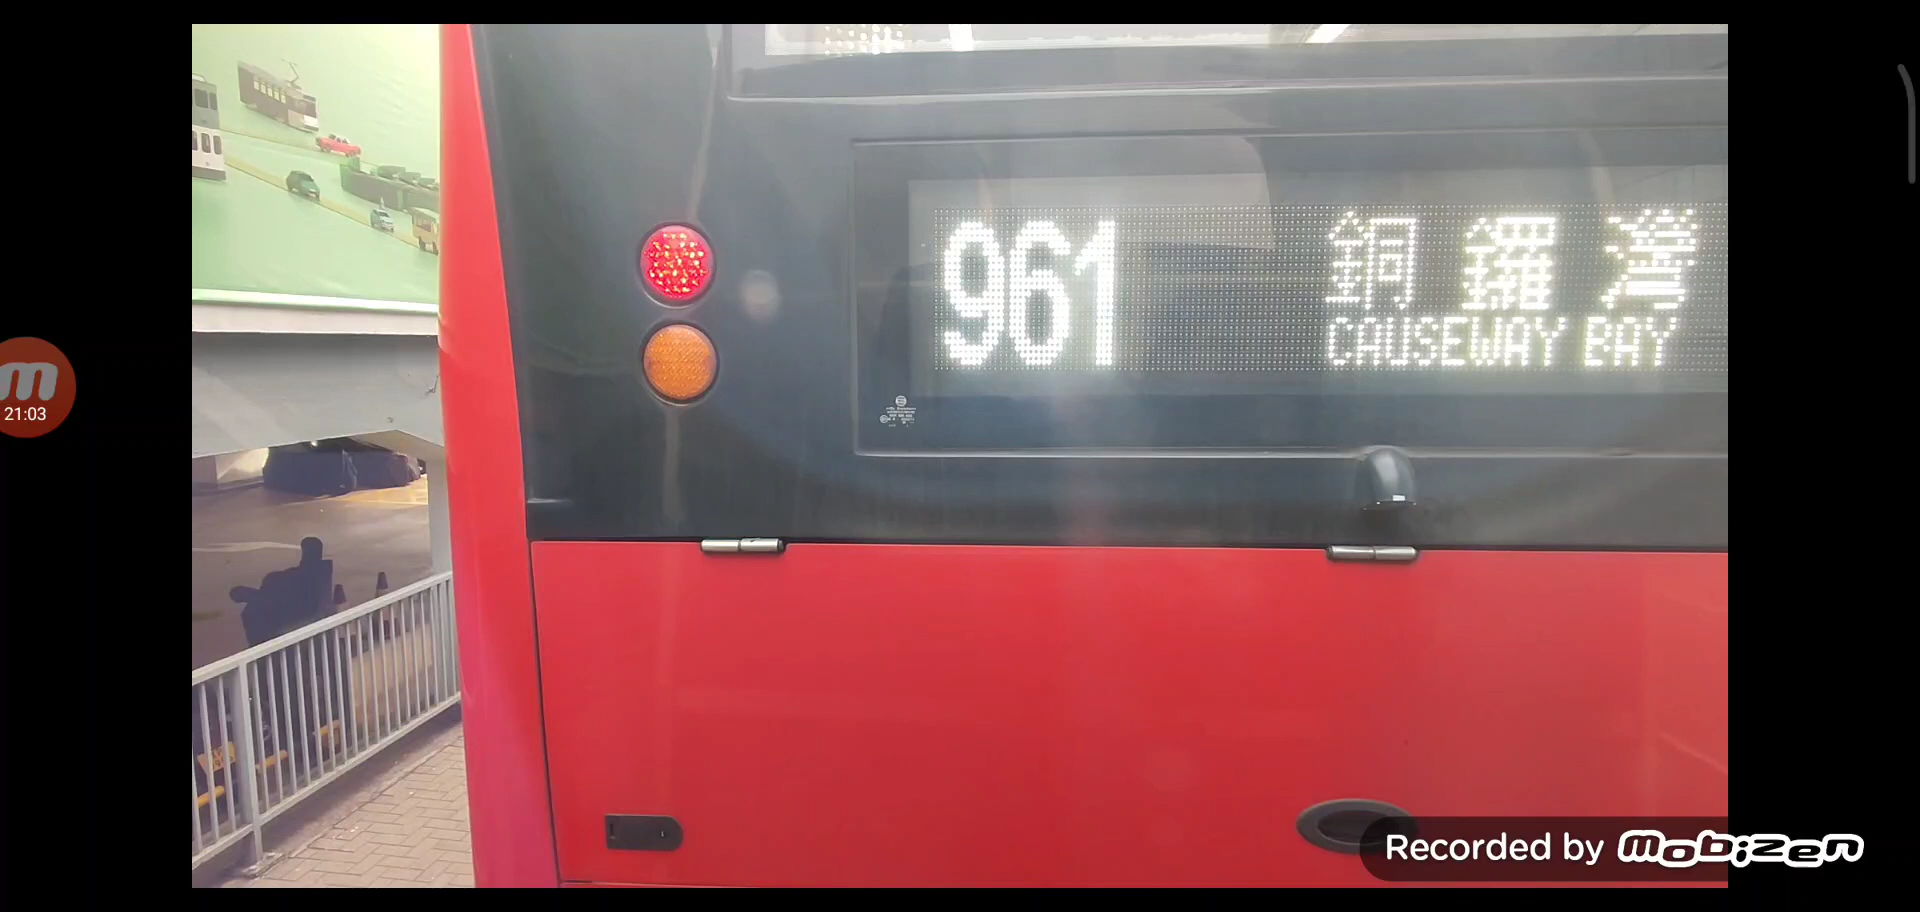 961 銅鑼灣
CAUSEWAY BAY
21:03
Recorded by mobizen